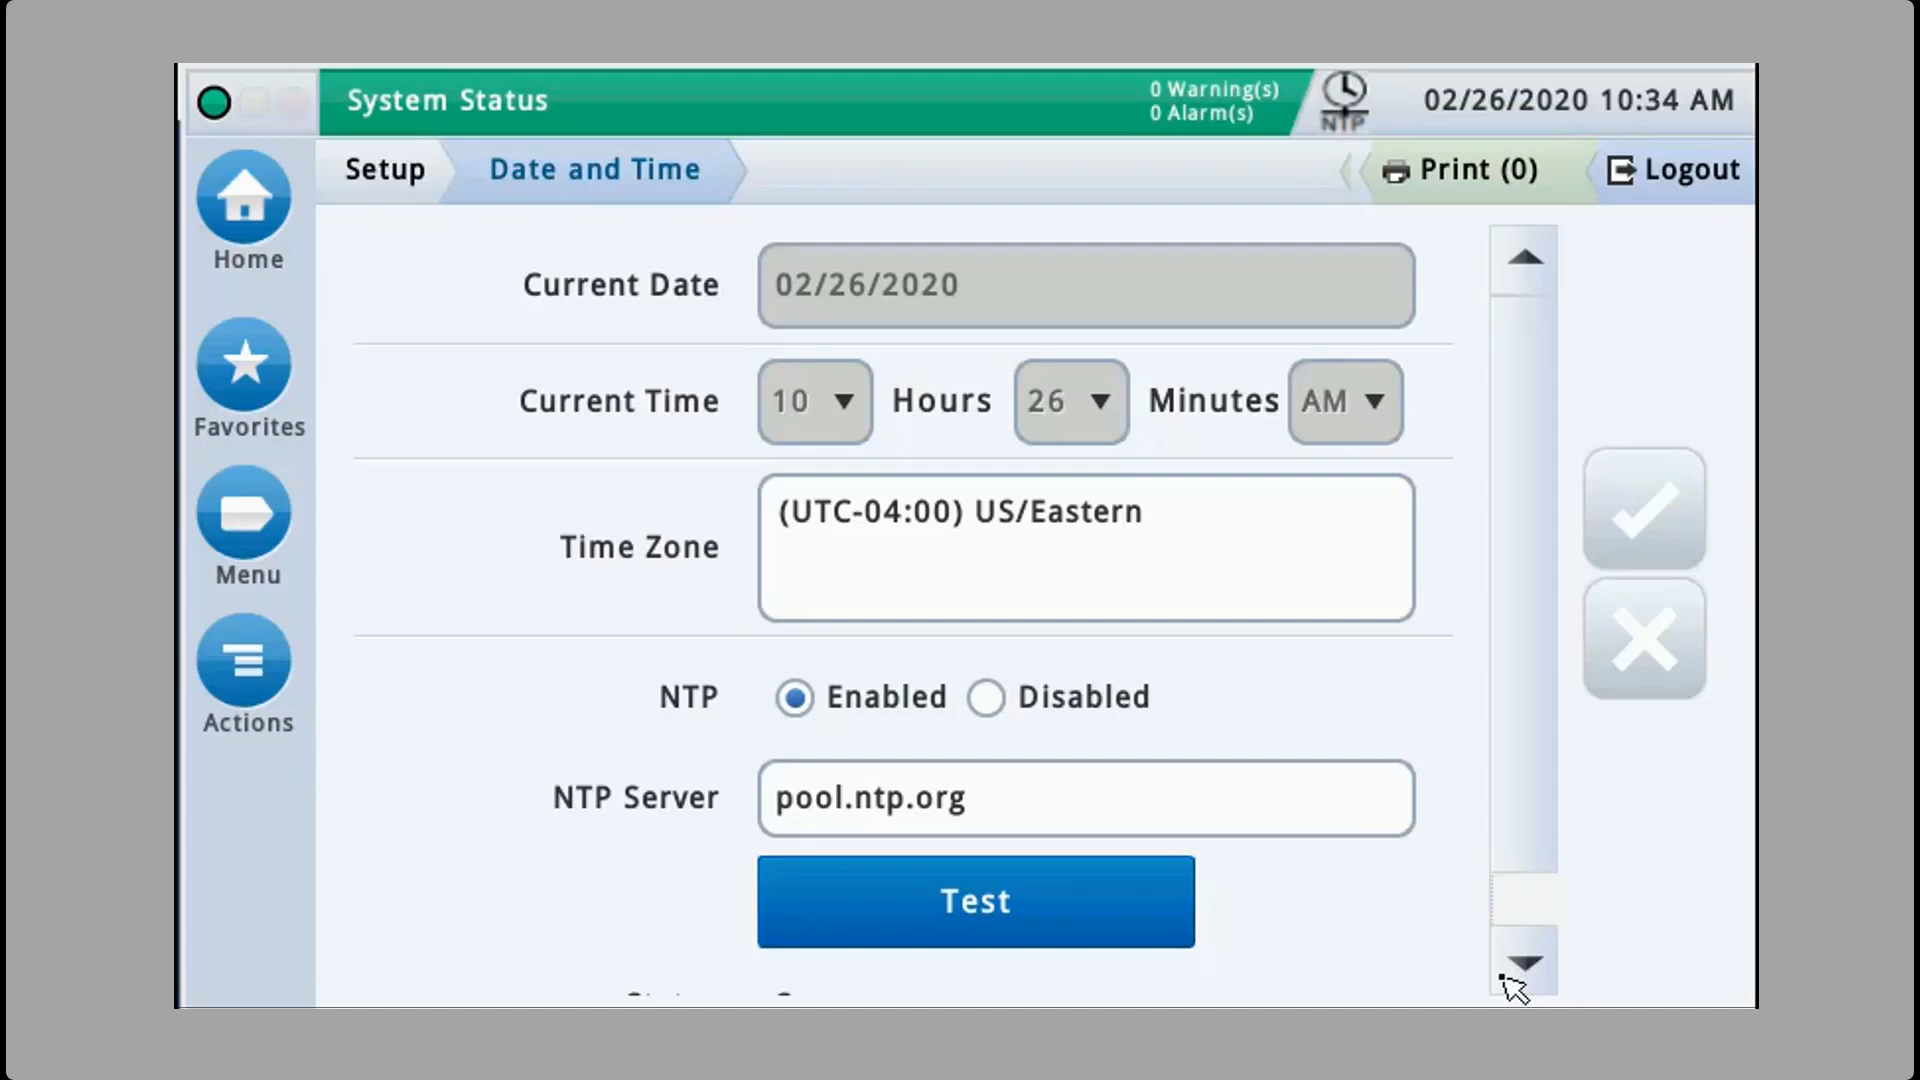 System Status
0 Warning(s)
0 Alarm(s)
NTP
02/26/2020 10:34 AM
Setup
Date and Time
Print (0)
Logout
Home
Favorites
Menu
Actions
Current Date
02/26/2020
Current Time
10
Hours
26
Minutes
AM
Time Zone
(UTC-04:00) US/Eastern
NTP
Enabled
Disabled
NTP Server
pool.ntp.org
Test